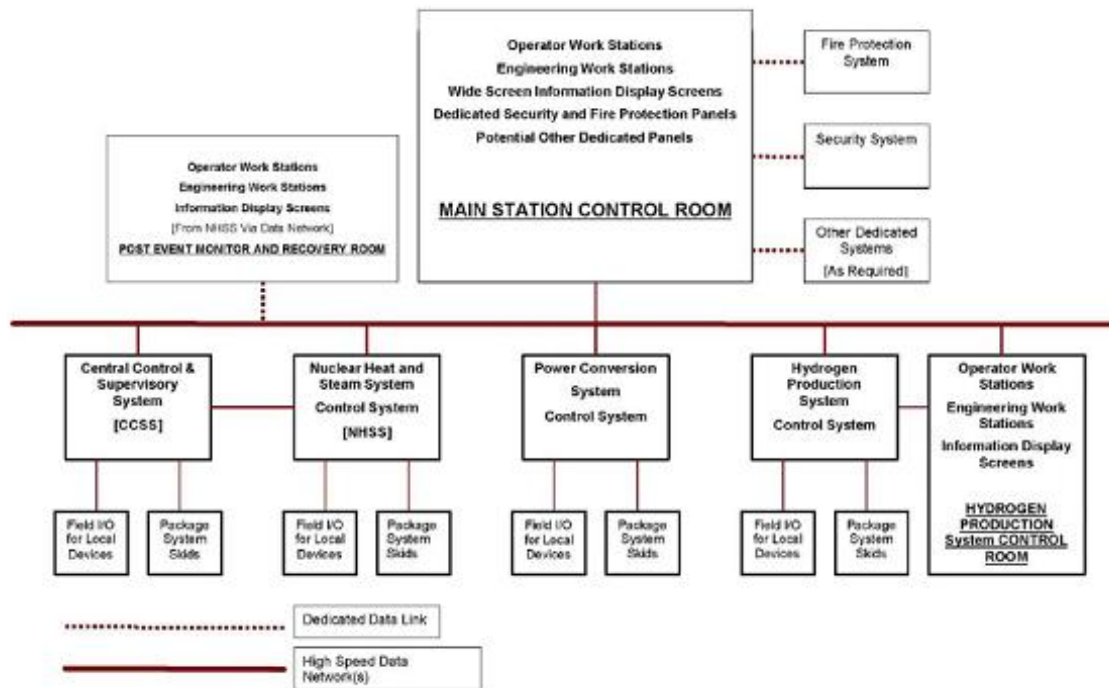 Operator Work Stations
Engineering Work Stations
Wide Screen Information Display Screens
Dedicated Security and Fire Protection Panels
Potential Other Dedicated Panels
MAIN STATION CONTROL ROOM
Fire Protection
System
Security System
Other Dedicated
Systems
[As Required]
Operator Work Stations
Engineering Work Stations
Information Display Screens
[From NHSS Via Data Network]
POST EVENT MONITOR AND RECOVERY ROOM
Central Control &
Supervisory
System
[CCSS]
Nuclear Heat and
Steam System
Control System
[NHSS]
Power Conversion
System
Control System
Hydrogen
Production
System
Control System
Operator Work
Stations
Engineering Work
Stations
Information Display
Screens
HYDROGEN
PRODUCTION
System CONTROL
ROOM
Field I/O
for Local
Devices
Package
System
Skids
Field I/O
for Local
Devices
Package
System
Skids
Field I/O
for Local
Devices
Package
System
Skids
Field I/O
for Local
Devices
Package
System
Skids
Dedicated Data Link
High Speed Data
Network(s)